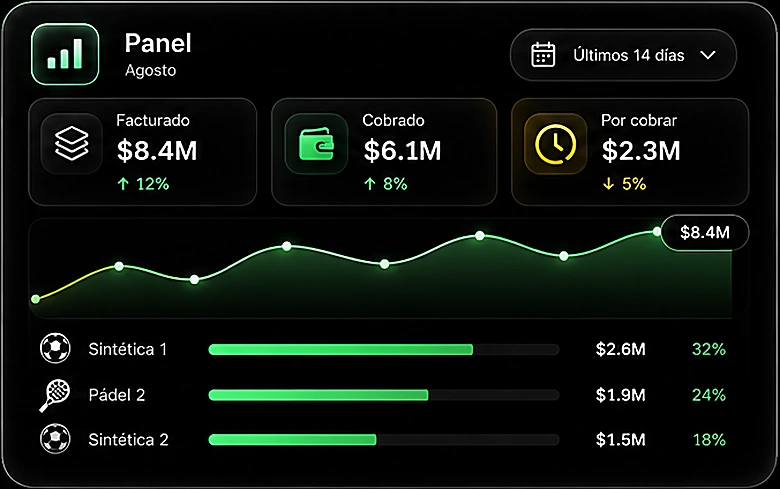 Panel
Agosto
Últimos 14 días
Facturado
$8.4M
↑ 12%
Cobrado
$6.1M
↑ 8%
Por cobrar
$2.3M
↓ 5%
$8.4M
Sintética 1 $2.6M 32%
Pádel 2 $1.9M 24%
Sintética 2 $1.5M 18%